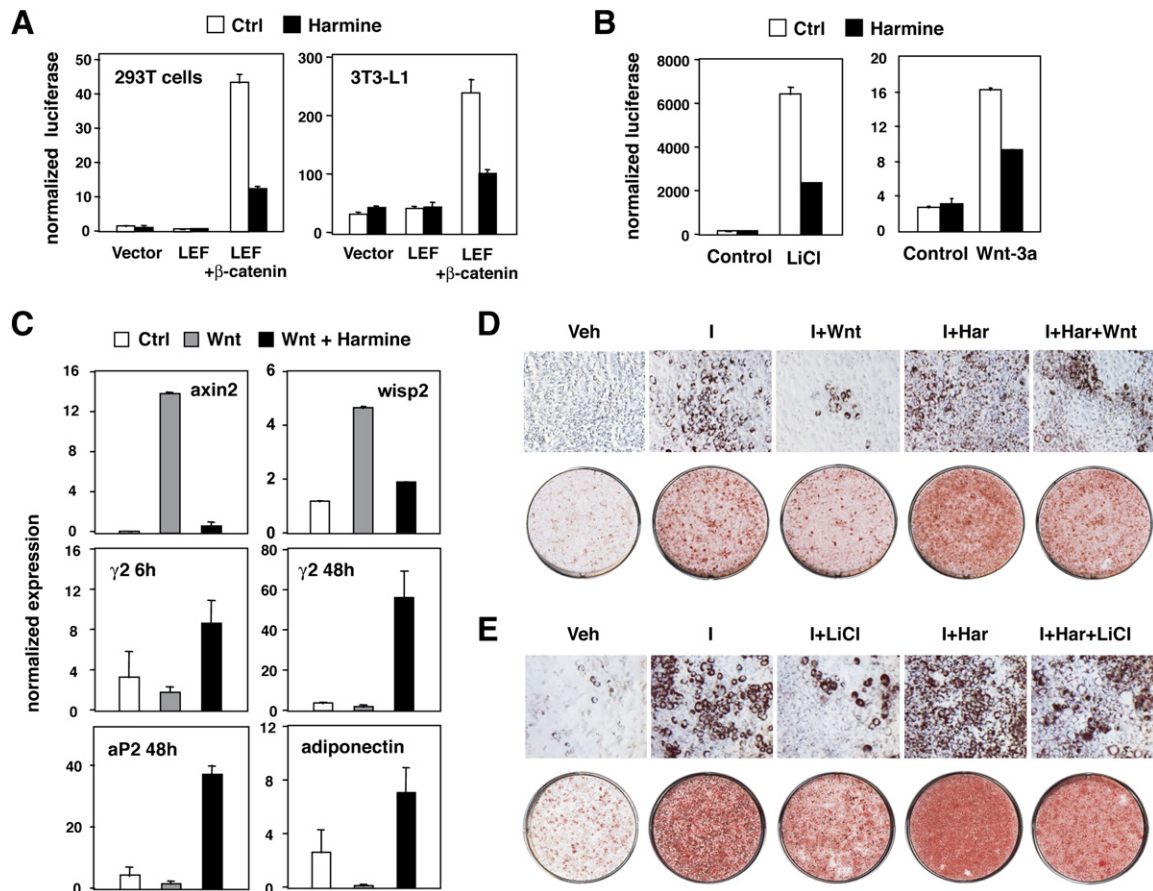 A
Ctrl Harmine
normalized luciferase
293T cells
50
40
30
20
10
0
Vector LEF LEF
+β-catenin
3T3-L1
300
200
100
0
Vector LEF LEF
+β-catenin
B
Ctrl Harmine
normalized luciferase
8000
6000
4000
2000
0
Control LiCl
16
12
8
4
0
Control Wnt-3a
C
Ctrl Wnt Wnt + Harmine
normalized expression
axin2
16
12
8
4
0
wisp2
6
4
2
0
γ2 6h
16
12
8
4
0
γ2 48h
80
60
40
20
0
aP2 48h
40
20
0
adiponectin
12
8
4
0
D
Veh I I+Wnt I+Har I+Har+Wnt
E
Veh I I+LiCl I+Har I+Har+LiCl